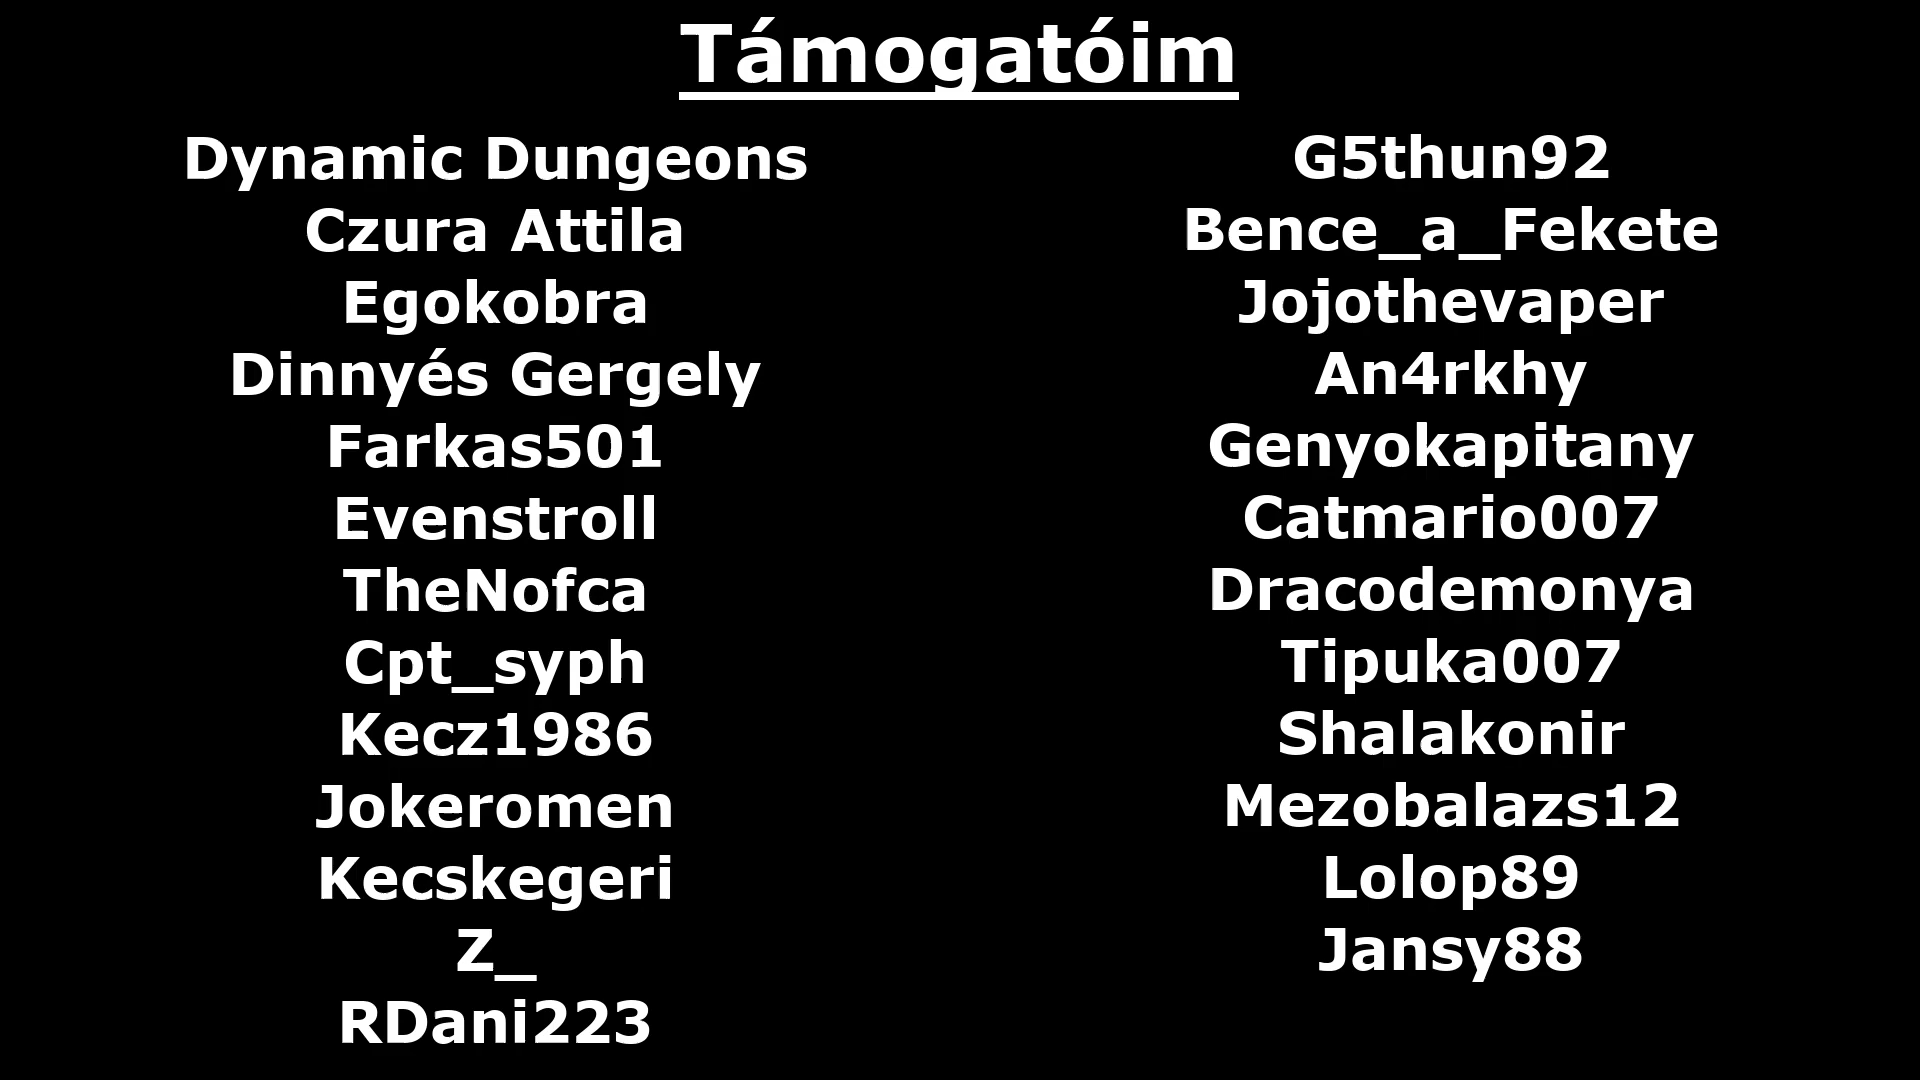 Támogatóim
Dynamic Dungeons
Czura Attila
Egokobra
Dinnyés Gergely
Farkas501
Evenstroll
TheNofca
Cpt_syph
Kecz1986
Jokeromen
Kecskegeri
Z_
RDani223
G5thun92
Bence_a_Fekete
Jojothevaper
An4rkhy
Genyokapitany
Catmario007
Dracodemonya
Tipuka007
Shalakonir
Mezobalazs12
Lolop89
Jansy88